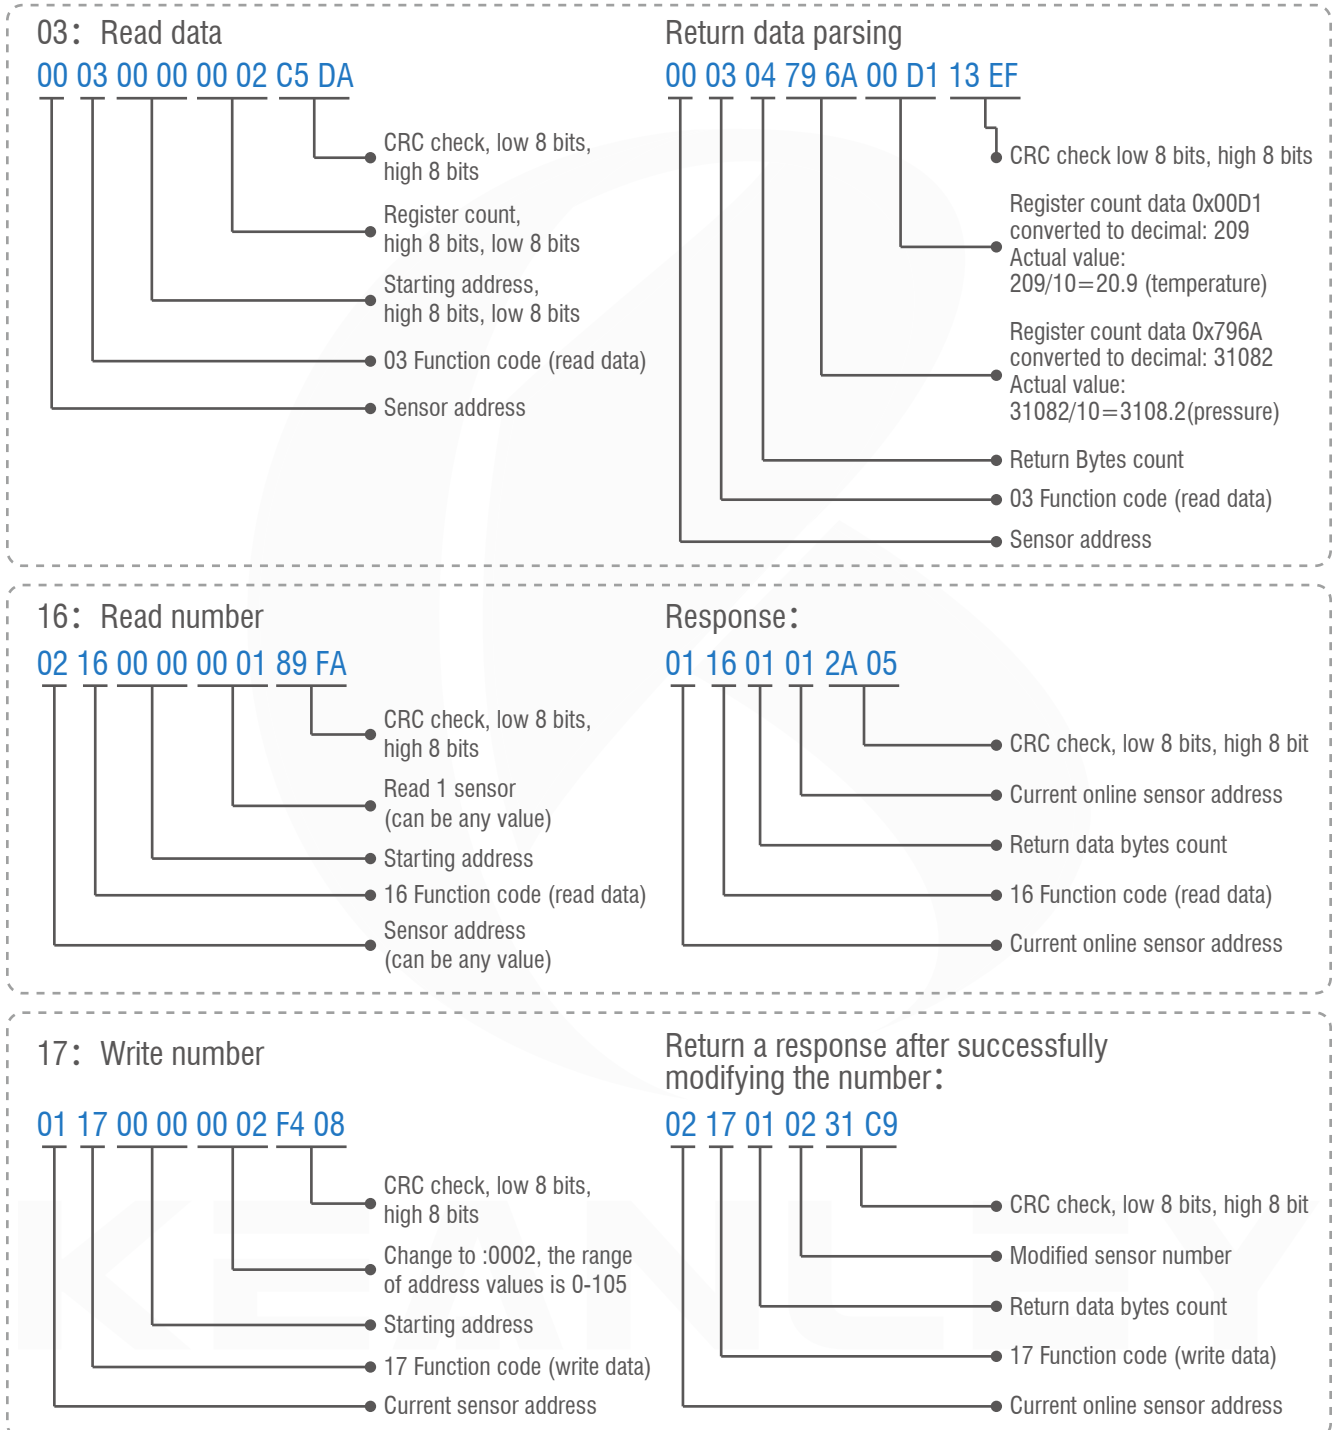 03: Read data
00 03 00 00 00 02 C5 DA
CRC check, low 8 bits,
high 8 bits
Register count,
high 8 bits, low 8 bits
Starting address,
high 8 bits, low 8 bits
03 Function code (read data)
Sensor address
Return data parsing
00 03 04 79 6A 00 D1 13 EF
CRC check low 8 bits, high 8 bits
Register count data 0x00D1
converted to decimal: 209
Actual value:
209/10=20.9 (temperature)
Register count data 0x796A
converted to decimal: 31082
Actual value:
31082/10=3108.2(pressure)
Return Bytes count
03 Function code (read data)
Sensor address
16: Read number
02 16 00 00 00 01 89 FA
CRC check, low 8 bits,
high 8 bits
Read 1 sensor
(can be any value)
Starting address
16 Function code (read data)
Sensor address
(can be any value)
Response:
01 16 01 01 2A 05
CRC check, low 8 bits, high 8 bit
Current online sensor address
Return data bytes count
16 Function code (read data)
Current online sensor address
17: Write number
01 17 00 00 00 02 F4 08
CRC check, low 8 bits,
high 8 bits
Change to :0002, the range
of address values is 0-105
Starting address
17 Function code (write data)
Current sensor address
Return a response after successfully
modifying the number:
02 17 01 02 31 C9
CRC check, low 8 bits, high 8 bit
Modified sensor number
Return data bytes count
17 Function code (write data)
Current online sensor address
KEANLEY